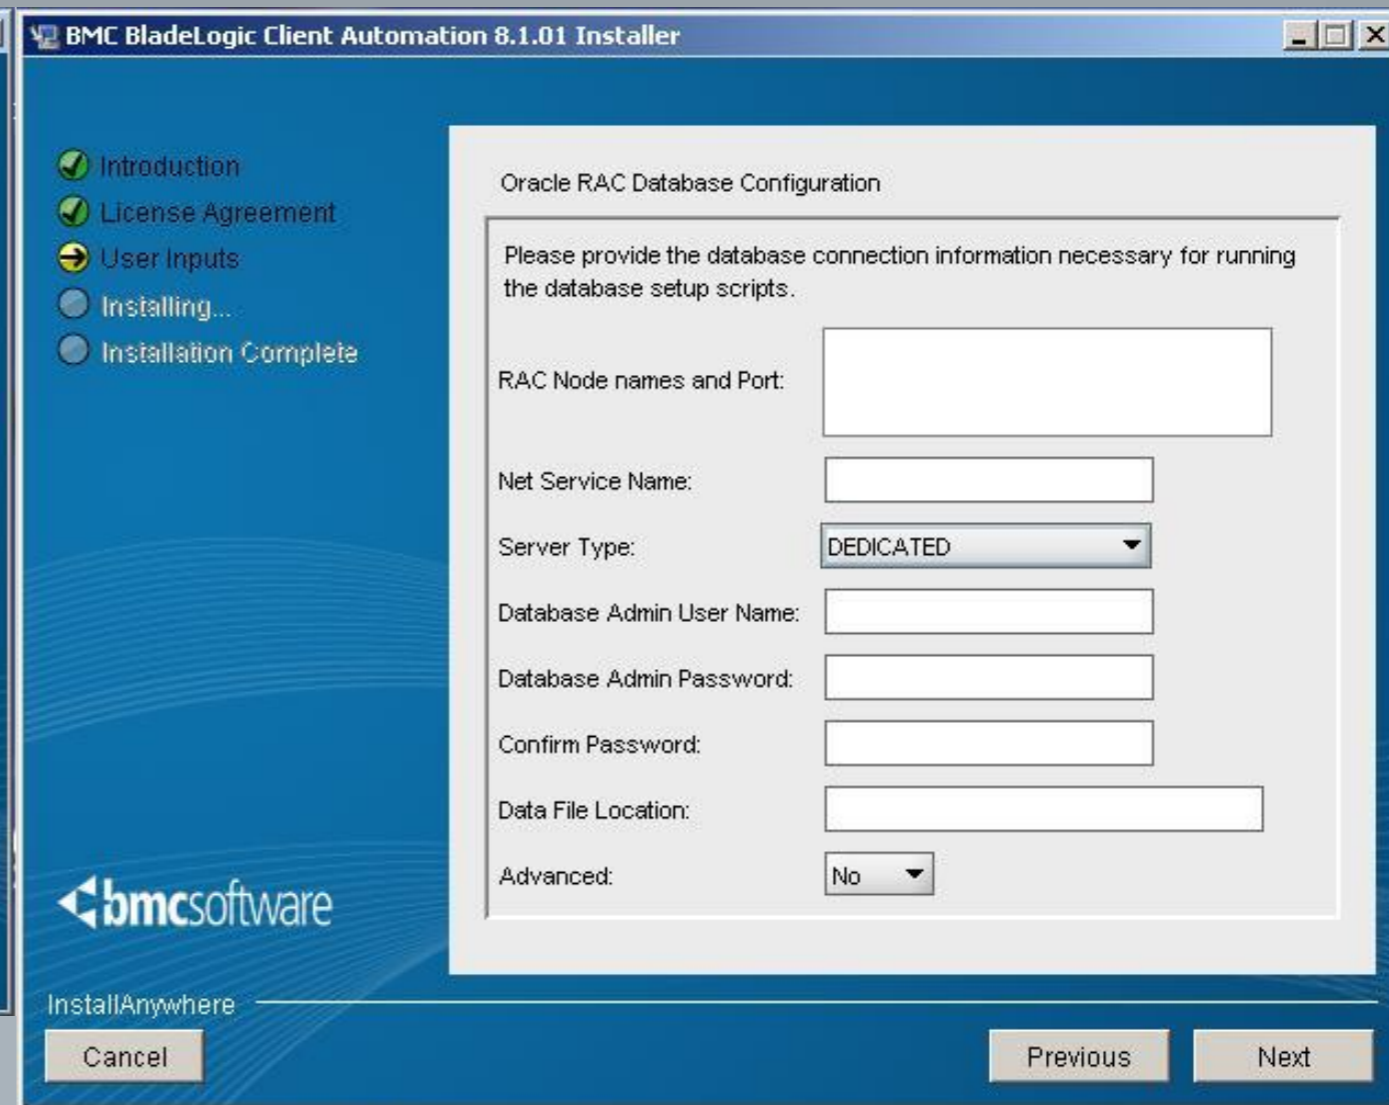 BMC BladeLogic Client Automation 8.1.01 Installer
Introduction
License Agreement
User Inputs
Installing...
Installation Complete
Oracle RAC Database Configuration
Please provide the database connection information necessary for running
the database setup scripts.
RAC Node names and Port:
Net Service Name:
Server Type: DEDICATED
Database Admin User Name:
Database Admin Password:
Confirm Password:
Data File Location:
Advanced: No
bmcsoftware
InstallAnywhere
Cancel Previous Next